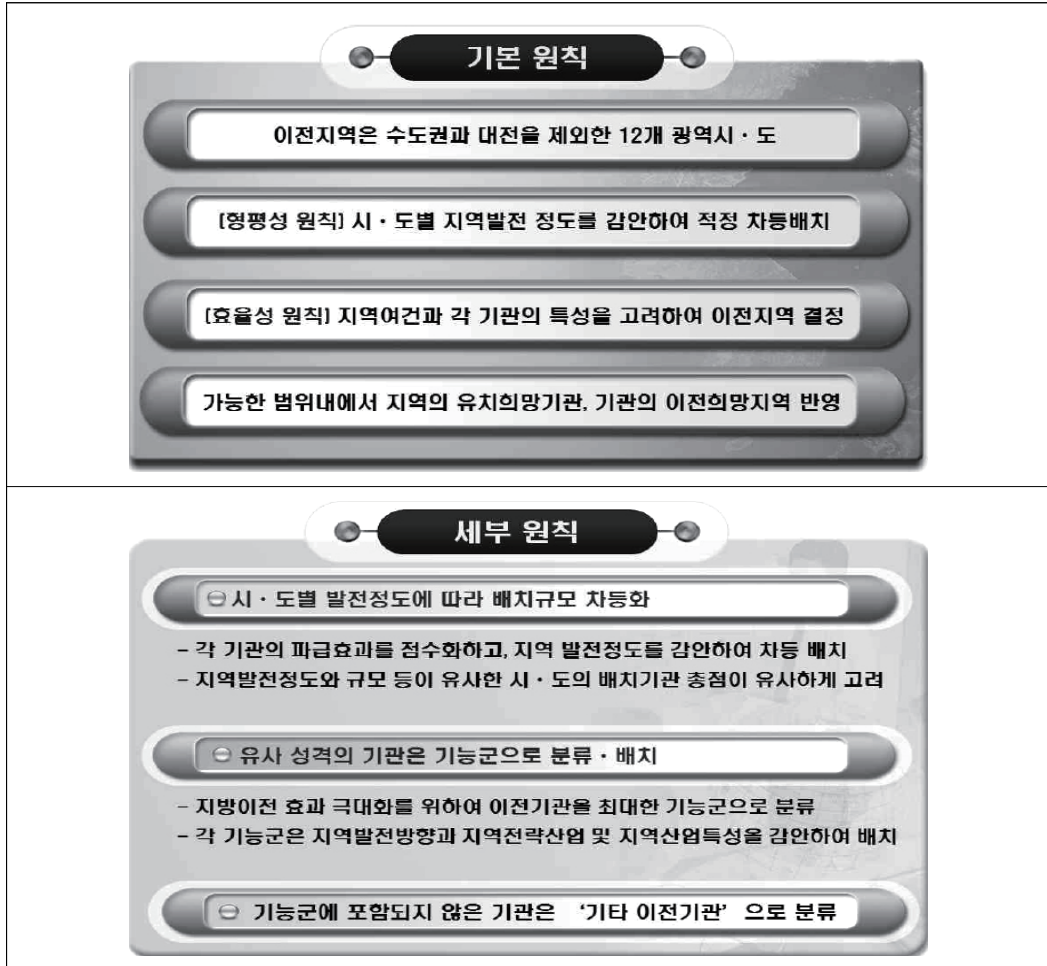 기본 원칙
이전지역은 수도권과 대전을 제외한 12개 광역시·도
[형평성 원칙] 시·도별 지역발전 정도를 감안하여 적정 차등배치
[효율성 원칙] 지역여건과 각 기관의 특성을 고려하여 이전지역 결정
가능한 범위내에서 지역의 유치희망기관, 기관의 이전희망지역 반영
세부 원칙
시·도별 발전정도에 따라 배치규모 차등화
- 각 기관의 파급효과를 점수화하고, 지역 발전정도를 감안하여 차등 배치
- 지역발전정도와 규모 등이 유사한 시·도의 배치기관 총점이 유사하게 고려
유사 성격의 기관은 기능군으로 분류·배치
- 지방이전 효과 극대화를 위하여 이전기관을 최대한 기능군으로 분류
- 각 기능군은 지역발전방향과 지역전략산업 및 지역산업특성을 감안하여 배치
기능군에 포함되지 않은 기관은 '기타 이전기관' 으로 분류